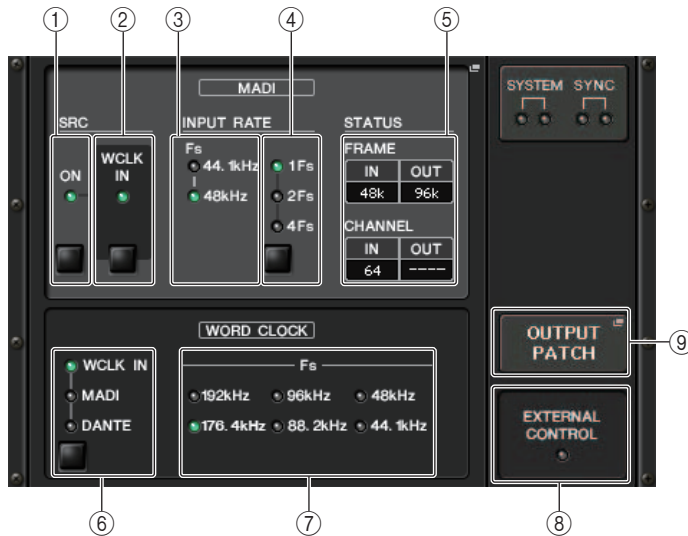 ① ② ③ ④ ⑤
MADI
SRC
INPUT RATE
STATUS
ON
WCLK
IN
Fs
44.1kHz
48kHz
1Fs
2Fs
4Fs
FRAME
IN OUT
48k 96k
CHANNEL
IN OUT
64 ----
SYSTEM SYNC
WORD CLOCK
WCLK IN
MADI
DANTE
Fs
192kHz 96kHz 48kHz
176.4kHz 88.2kHz 44.1kHz
OUTPUT
PATCH
⑨
EXTERNAL
CONTROL
⑥ ⑦ ⑧